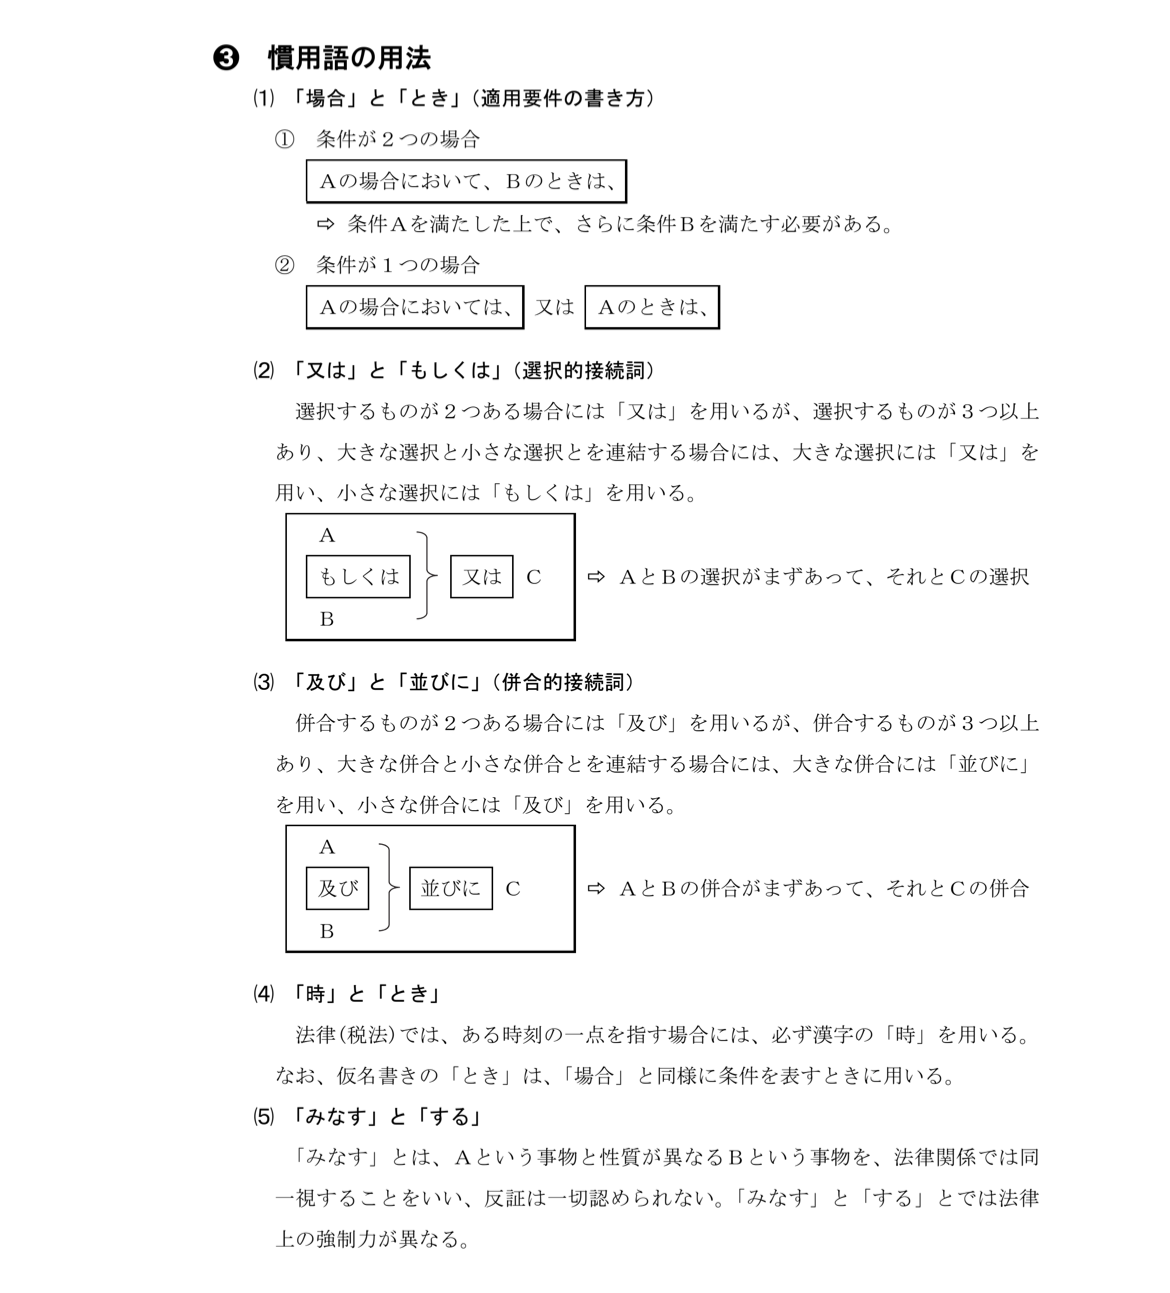 ❸ 慣用語の用法
⑴ 「場合」と「とき」（適用要件の書き方）
① 条件が２つの場合
Ａの場合において、Ｂのときは、
⇨ 条件Ａを満たした上で、さらに条件Ｂを満たす必要がある。
② 条件が１つの場合
Ａの場合においては、 又は Ａのときは、
⑵ 「又は」と「もしくは」（選択的接続詞）
選択するものが２つある場合には「又は」を用いるが、選択するものが３つ以上
あり、大きな選択と小さな選択とを連結する場合には、大きな選択には「又は」を
用い、小さな選択には「もしくは」を用いる。
Ａ
もしくは 又は Ｃ ⇨ ＡとＢの選択がまずあって、それとＣの選択
Ｂ
⑶ 「及び」と「並びに」（併合的接続詞）
併合するものが２つある場合には「及び」を用いるが、併合するものが３つ以上
あり、大きな併合と小さな併合とを連結する場合には、大きな併合には「並びに」
を用い、小さな併合には「及び」を用いる。
Ａ
及び 並びに Ｃ ⇨ ＡとＢの併合がまずあって、それとＣの併合
Ｂ
⑷ 「時」と「とき」
法律(税法)では、ある時刻の一点を指す場合には、必ず漢字の「時」を用いる。
なお、仮名書きの「とき」は、「場合」と同様に条件を表すときに用いる。
⑸ 「みなす」と「する」
「みなす」とは、Ａという事物と性質が異なるＢという事物を、法律関係では同
一視することをいい、反証は一切認められない。「みなす」と「する」とでは法律
上の強制力が異なる。